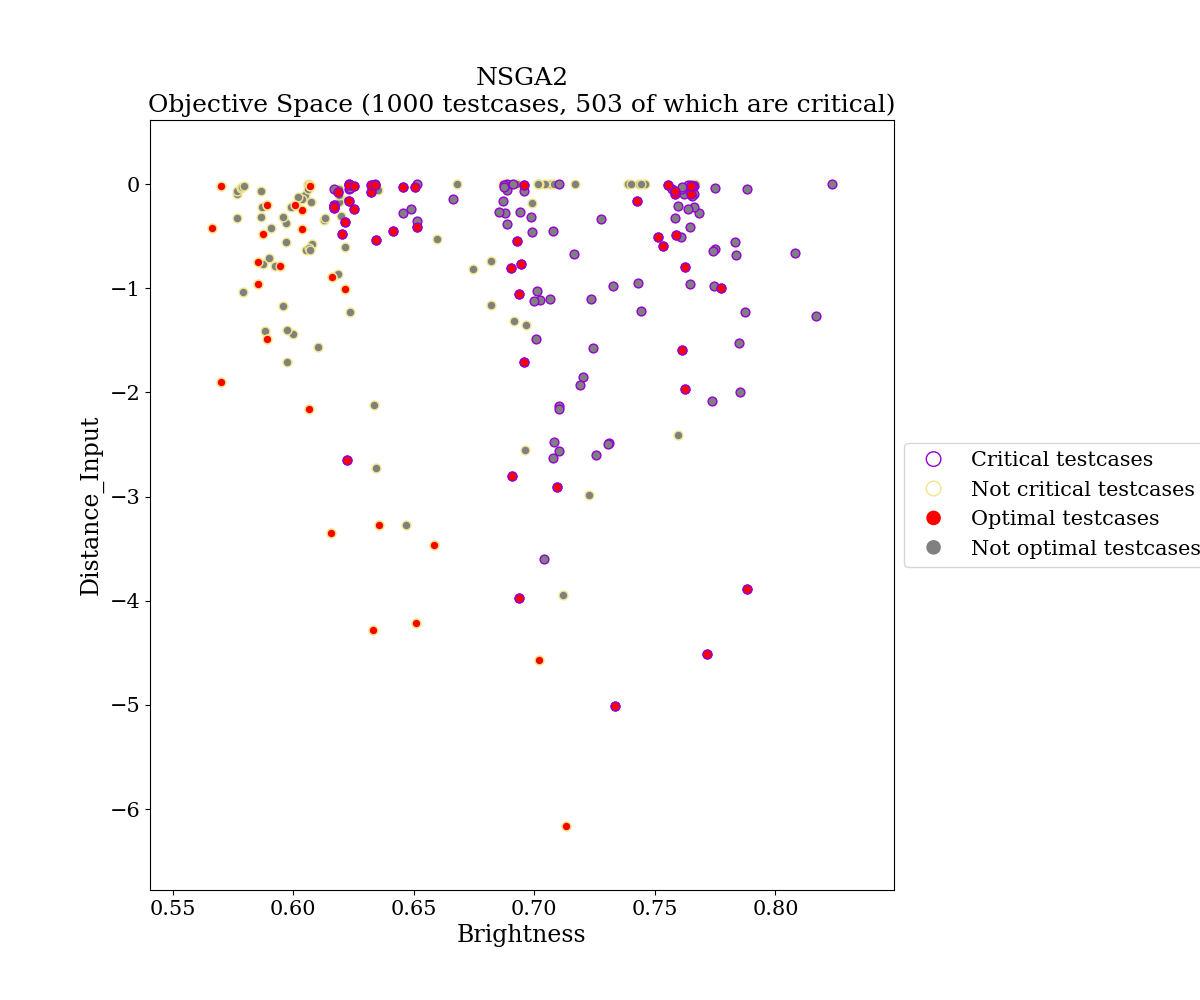 NSGA2
Objective Space (1000 testcases, 503 of which are critical)
0
−1
−2
−3
−4
−5
−6
Distance_Input
0.55 0.60 0.65 0.70 0.75 0.80
Brightness
Critical testcases
Not critical testcases
Optimal testcases
Not optimal testcases